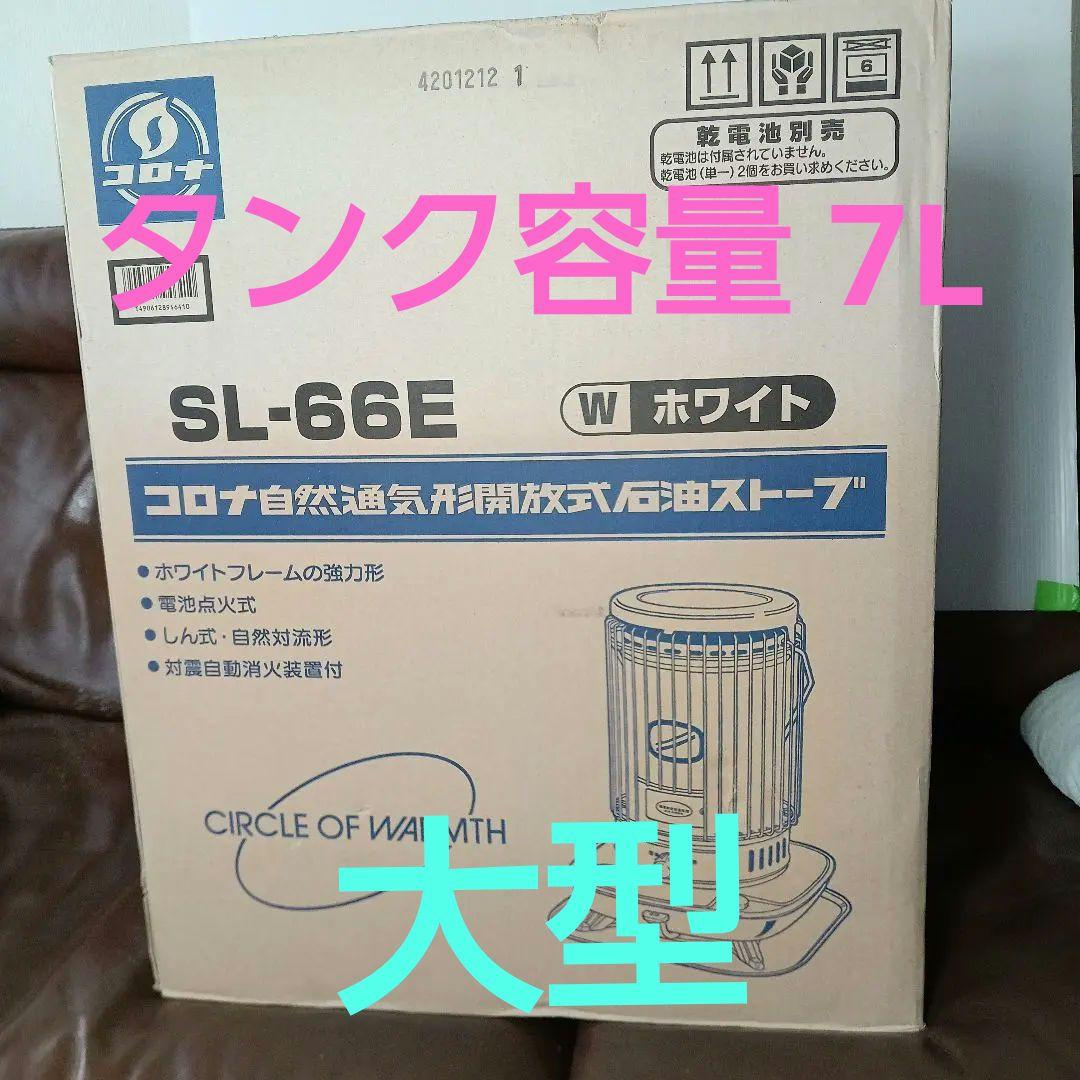 4201212 1
コロナ
6
乾電池別売
乾電池は付属されていません。
乾電池(単一)2個をお買い求めください。
タンク容量 7L
SL-66E
W ホワイト
コロナ自然通気形開放式石油ストーブ
●ホワイトフレームの強力形
●電池点火式
●しん式・自然対流形
●対震自動消火装置付
CIRCLE OF WARMTH
大型